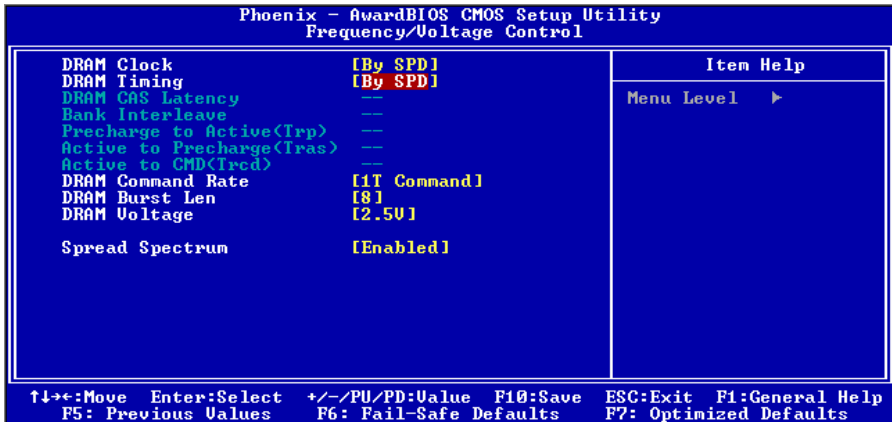 Phoenix - AwardBIOS CMOS Setup Utility
Frequency/Voltage Control
DRAM Clock [By SPD]
DRAM Timing [By SPD]
DRAM CAS Latency --
Bank Interleave --
Precharge to Active(Trp) --
Active to Precharge(Tras) --
Active to CMD(Trcd) --
DRAM Command Rate [1T Command]
DRAM Burst Len [8]
DRAM Voltage [2.5V]
Spread Spectrum [Enabled]
Item Help
Menu Level ►
↑↓→←:Move Enter:Select +/-/PU/PD:Value F10:Save ESC:Exit F1:General Help
F5: Previous Values F6: Fail-Safe Defaults F7: Optimized Defaults